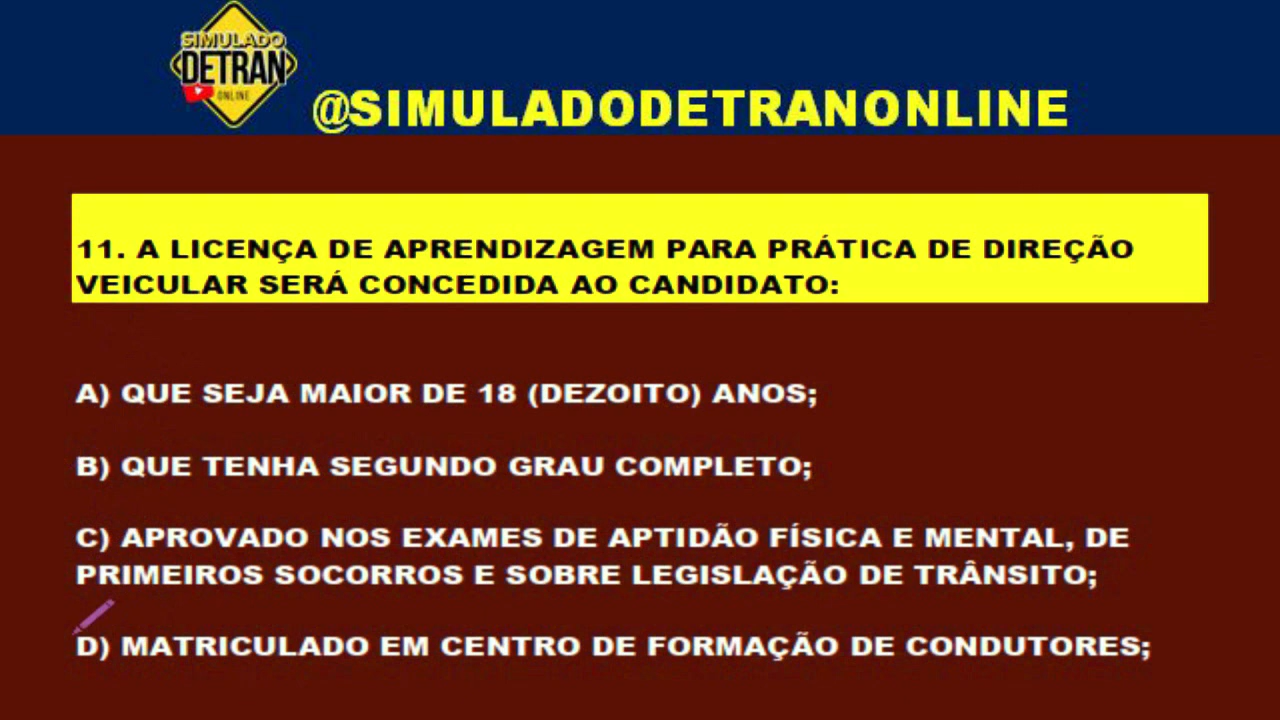 SIMULADO
DETRAN
ONLINE
@SIMULADODETRANONLINE
11. A LICENÇA DE APRENDIZAGEM PARA PRÁTICA DE DIREÇÃO
VEICULAR SERÁ CONCEDIDA AO CANDIDATO:
A) QUE SEJA MAIOR DE 18 (DEZOITO) ANOS;
B) QUE TENHA SEGUNDO GRAU COMPLETO;
C) APROVADO NOS EXAMES DE APTIDÃO FÍSICA E MENTAL, DE
PRIMEIROS SOCORROS E SOBRE LEGISLAÇÃO DE TRÂNSITO;
D) MATRICULADO EM CENTRO DE FORMAÇÃO DE CONDUTORES;